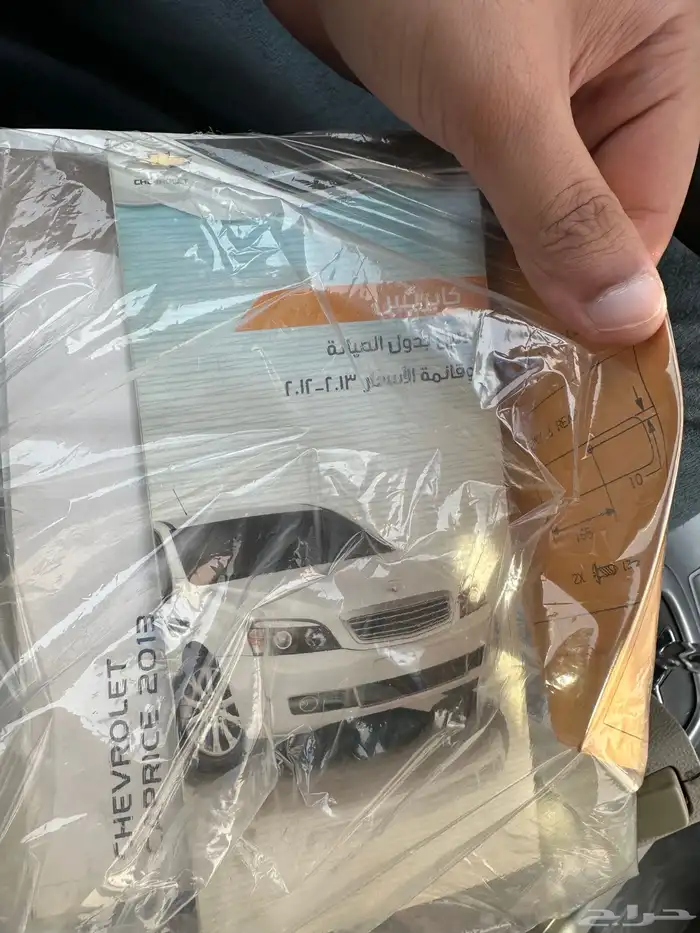 CHEVROLET
كابريس
جدول الصيانة
وقائمة الأسعار ٢٠١٣-٢٠١٢
CHEVROLET
CAPRICE 2013
حراج